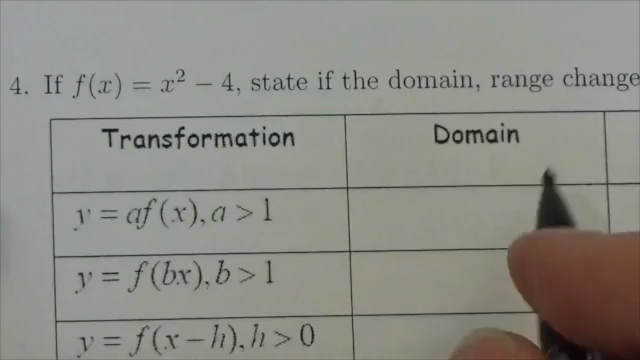 4. If f(x) = x² − 4, state if the domain, range change
Transformation Domain
y = af(x), a > 1
y = f(bx), b > 1
y = f(x − h), h > 0